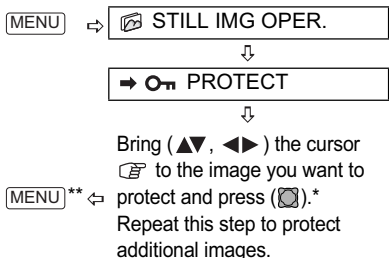 MENU ⇨ STILL IMG OPER.
⇩
➡ PROTECT
⇩
Bring (▲▼, ◀▶) the cursor
☞ to the image you want to
MENU ** ⇦ protect and press ( ).*
Repeat this step to protect
additional images.